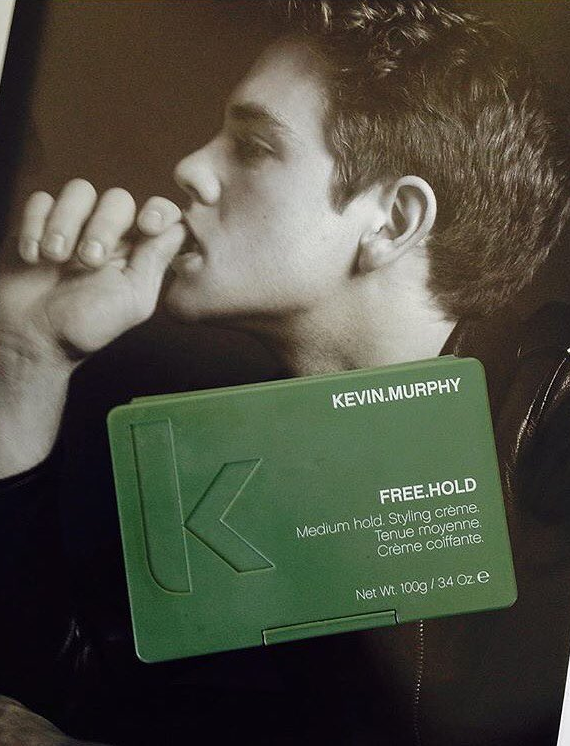 KEVIN.MURPHY
k
FREE.HOLD
Medium hold. Styling crème.
Tenue moyenne.
Crème coiffante.
Net Wt. 100g / 3.4 Oz. ℮